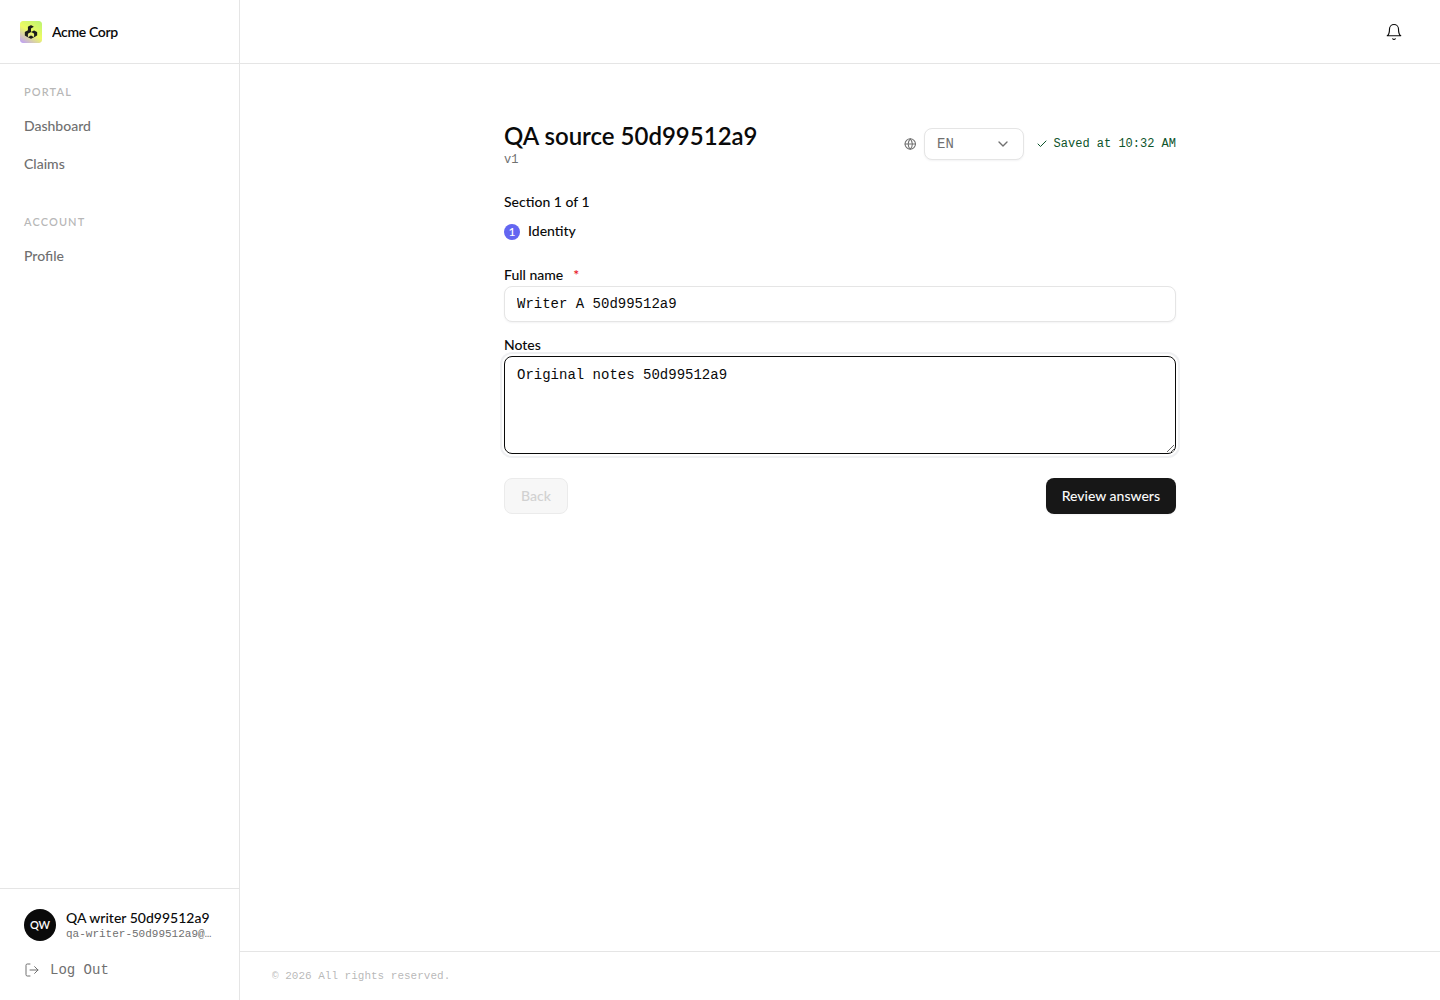 Acme Corp
PORTAL
Dashboard
Claims
ACCOUNT
Profile
QA source 50d99512a9
v1
EN
Saved at 10:32 AM
Section 1 of 1
1 Identity
Full name *
Writer A 50d99512a9
Notes
Original notes 50d99512a9
Back
Review answers
QW
QA writer 50d99512a9
qa-writer-50d99512a9@…
Log Out
© 2026 All rights reserved.